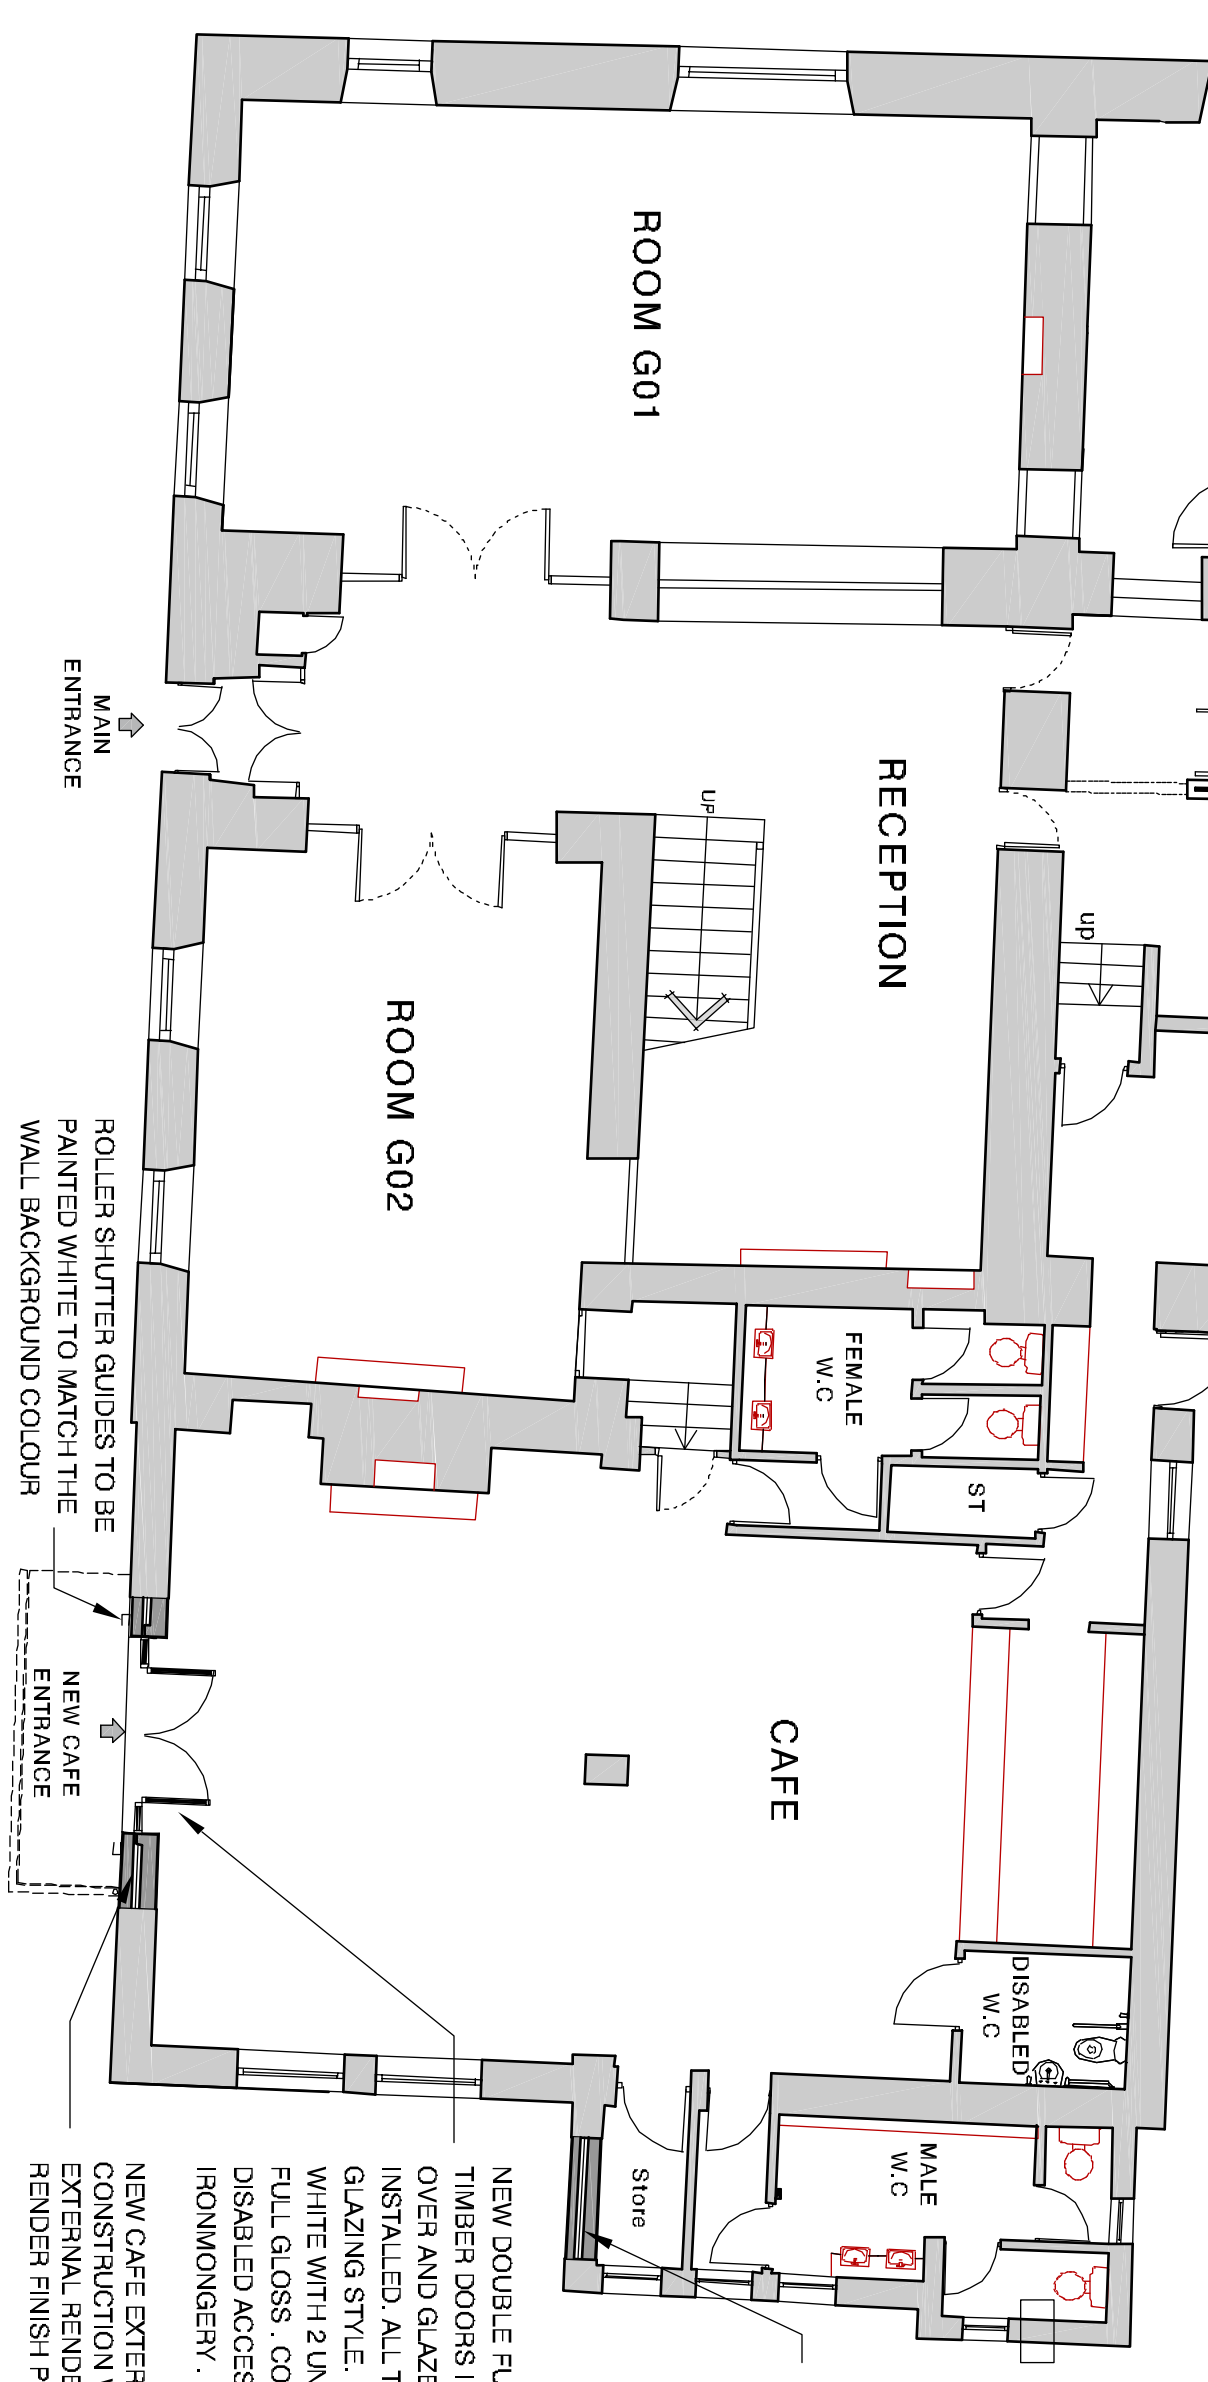 ROOM G01
MAIN
ENTRANCE
RECEPTION
UP
up
ROOM G02
ROLLER SHUTTER GUIDES TO BE
PAINTED WHITE TO MATCH THE
WALL BACKGROUND COLOUR
FEMALE
W.C
ST
NEW CAFE
ENTRANCE
CAFE
DISABLED
W.C
MALE
W.C
Store
NEW DOUBLE FU
TIMBER DOORS
OVER AND GLAZE
INSTALLED. ALL T
GLAZING STYLE.
WHITE WITH 2 UN
FULL GLOSS . CO
DISABLED ACCES
IRONMONGERY .
NEW CAFE EXTER
CONSTRUCTION
EXTERNAL RENDE
RENDER FINISH P